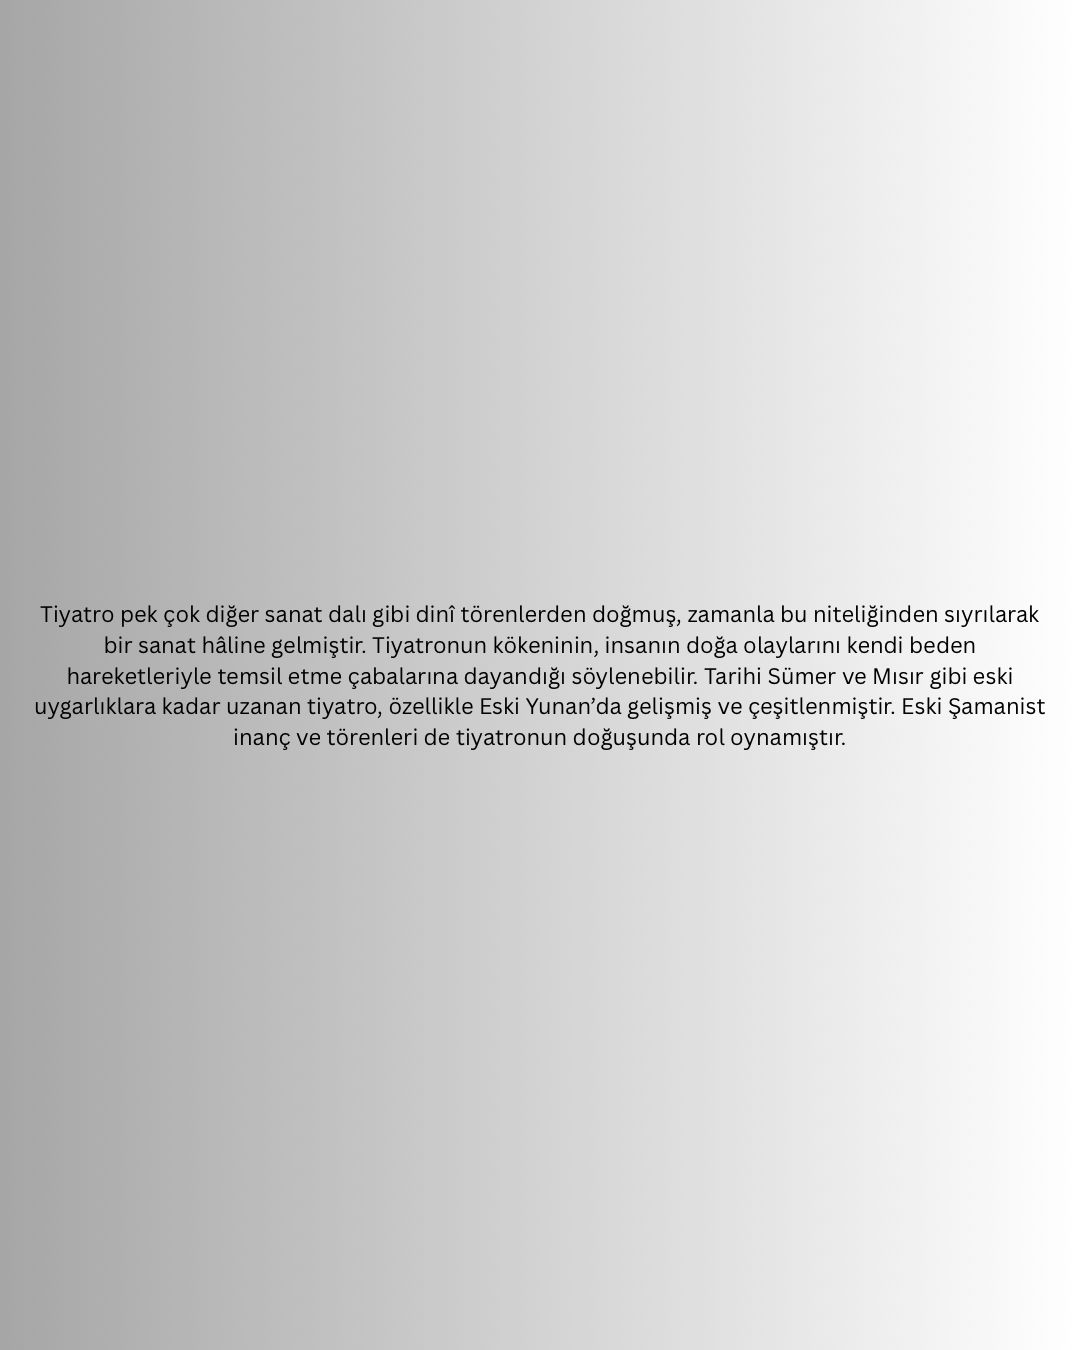 Tiyatro pek çok diğer sanat dalı gibi dinî törenlerden doğmuş, zamanla bu niteliğinden sıyrılarak
bir sanat hâline gelmiştir. Tiyatronun kökeninin, insanın doğa olaylarını kendi beden
hareketleriyle temsil etme çabalarına dayandığı söylenebilir. Tarihi Sümer ve Mısır gibi eski
uygarlıklara kadar uzanan tiyatro, özellikle Eski Yunan’da gelişmiş ve çeşitlenmiştir. Eski Şamanist
inanç ve törenleri de tiyatronun doğuşunda rol oynamıştır.